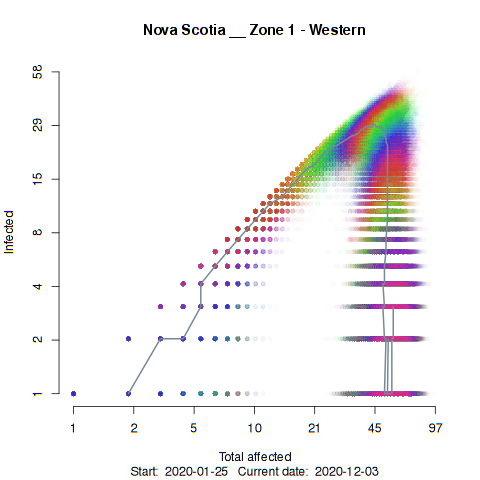 Nova Scotia __ Zone 1 - Western
58
29
15
8
4
2
1
Infected
1 2 5 10 21 45 97
Total affected
Start: 2020-01-25 Current date: 2020-12-03